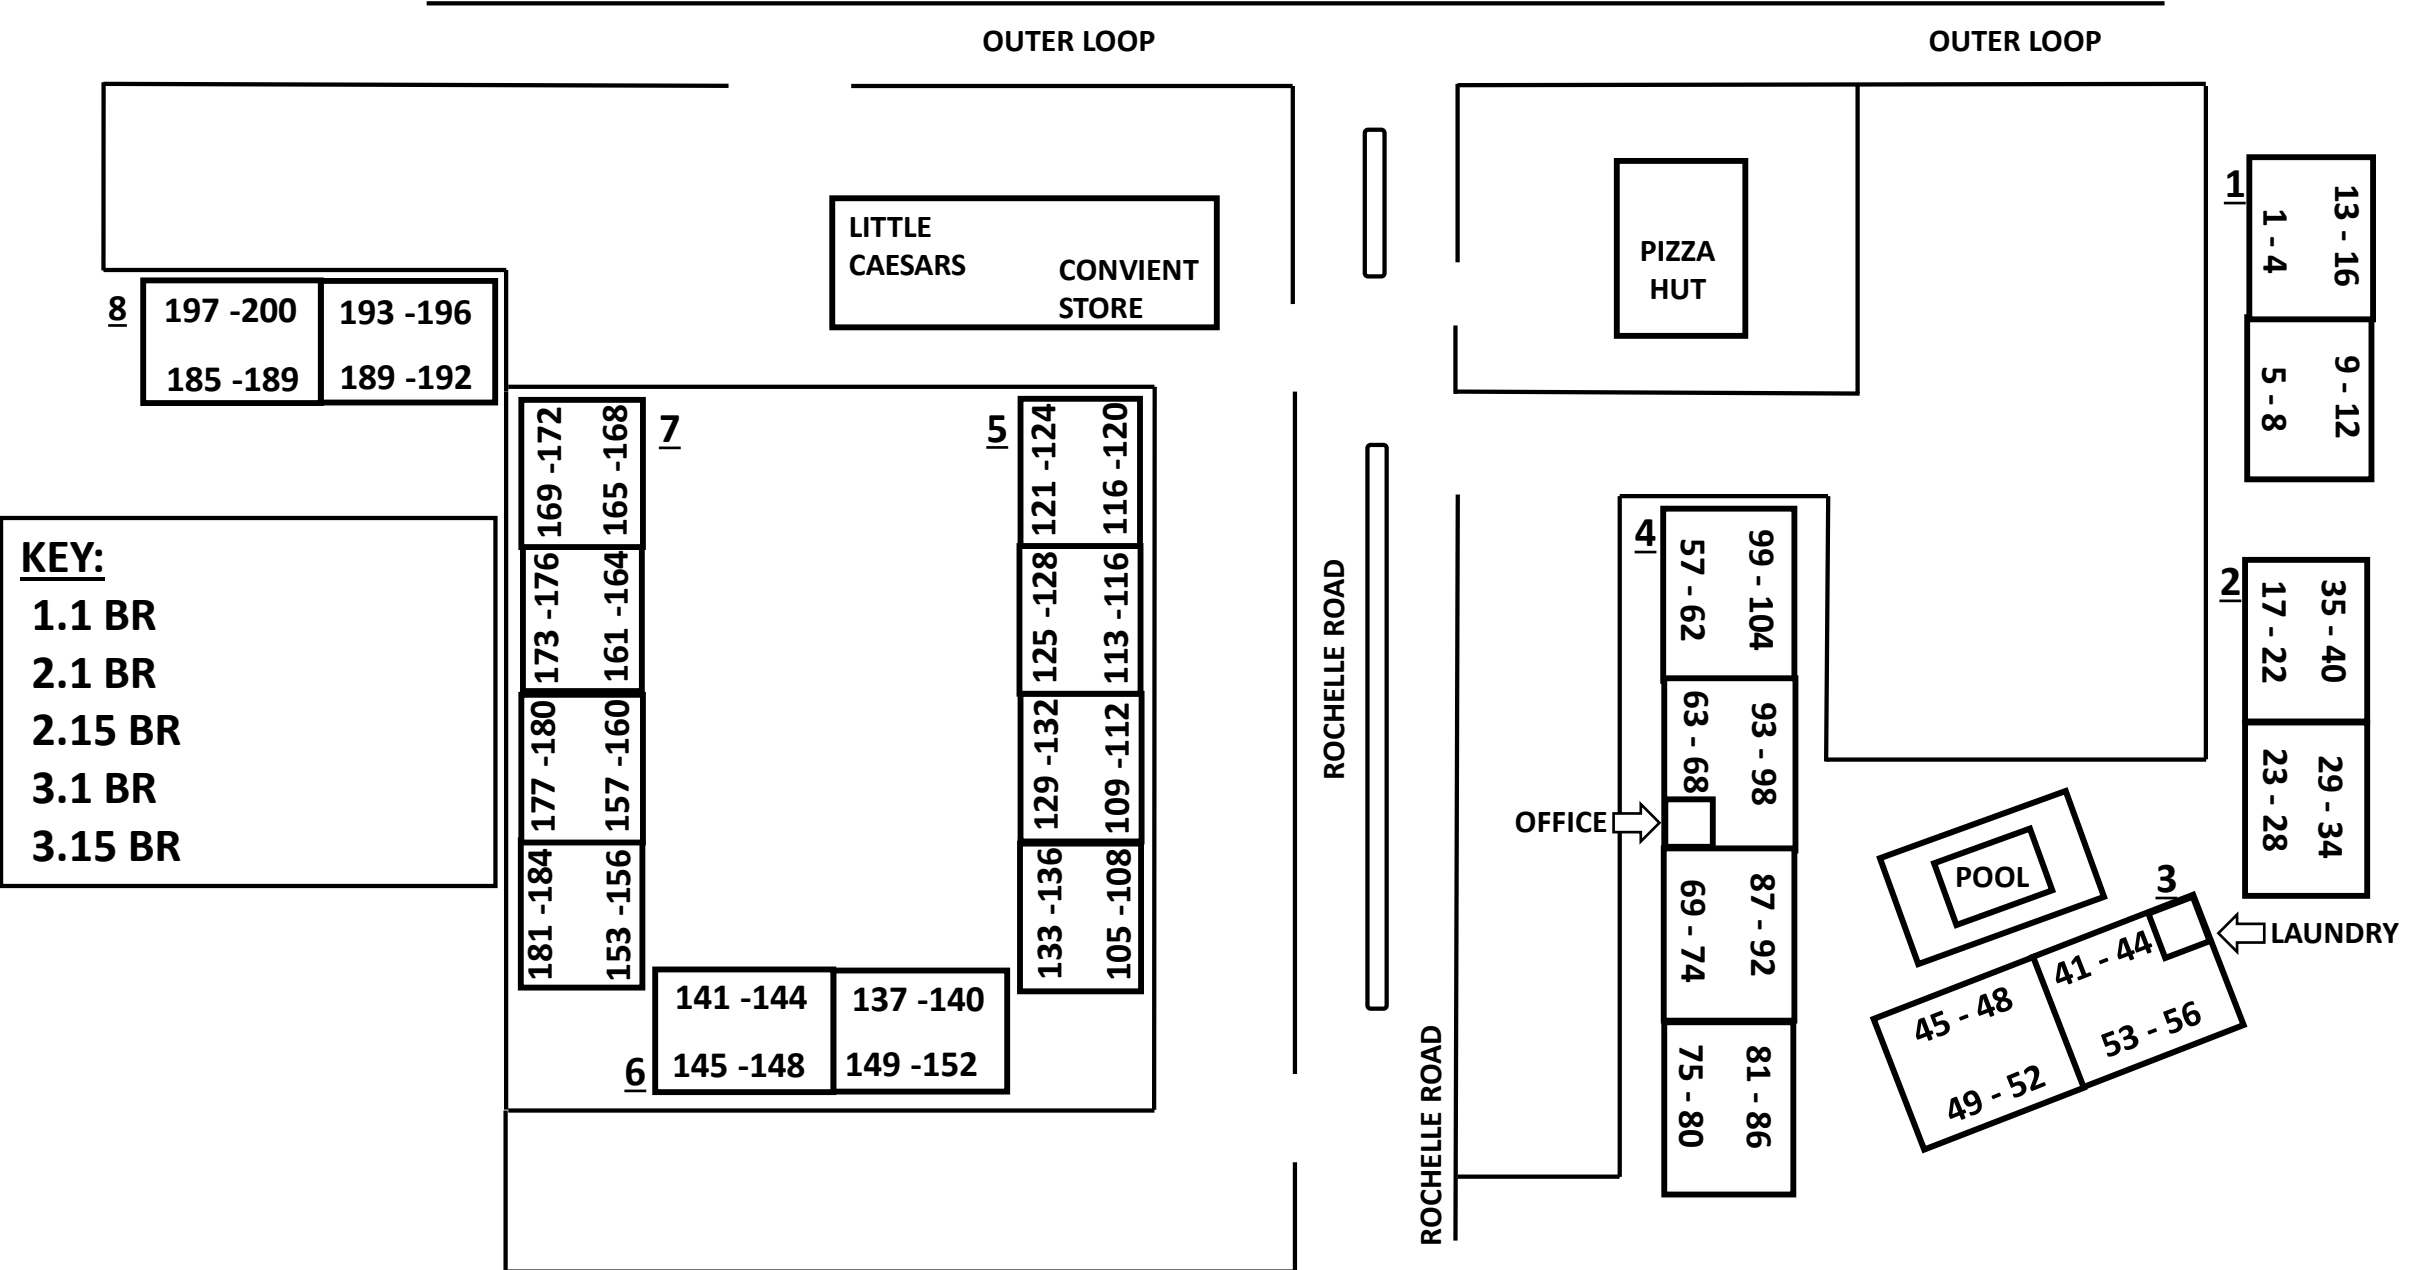 OUTER LOOP
OUTER LOOP
LITTLE
CAESARS
CONVIENT
STORE
PIZZA
HUT
1
1 - 4
13 - 16
5 - 8
9 - 12
8
197 -200
193 -196
185 -189
189 -192
7
169 -172
165 -168
173 -176
161 -164
177 -180
157 -160
181 -184
153 -156
5
121 -124
116 -120
125 -128
113 -116
129 -132
109 -112
133 -136
105 -108
6
141 -144
137 -140
145 -148
149 -152
KEY:
1.1 BR
2.1 BR
2.15 BR
3.1 BR
3.15 BR
ROCHELLE ROAD
ROCHELLE ROAD
4
57 - 62
99 - 104
63 - 68
93 - 98
OFFICE
69 - 74
87 - 92
75 - 80
81 - 86
2
17 - 22
35 - 40
23 - 28
29 - 34
POOL
3
LAUNDRY
41 - 44
45 - 48
53 - 56
49 - 52